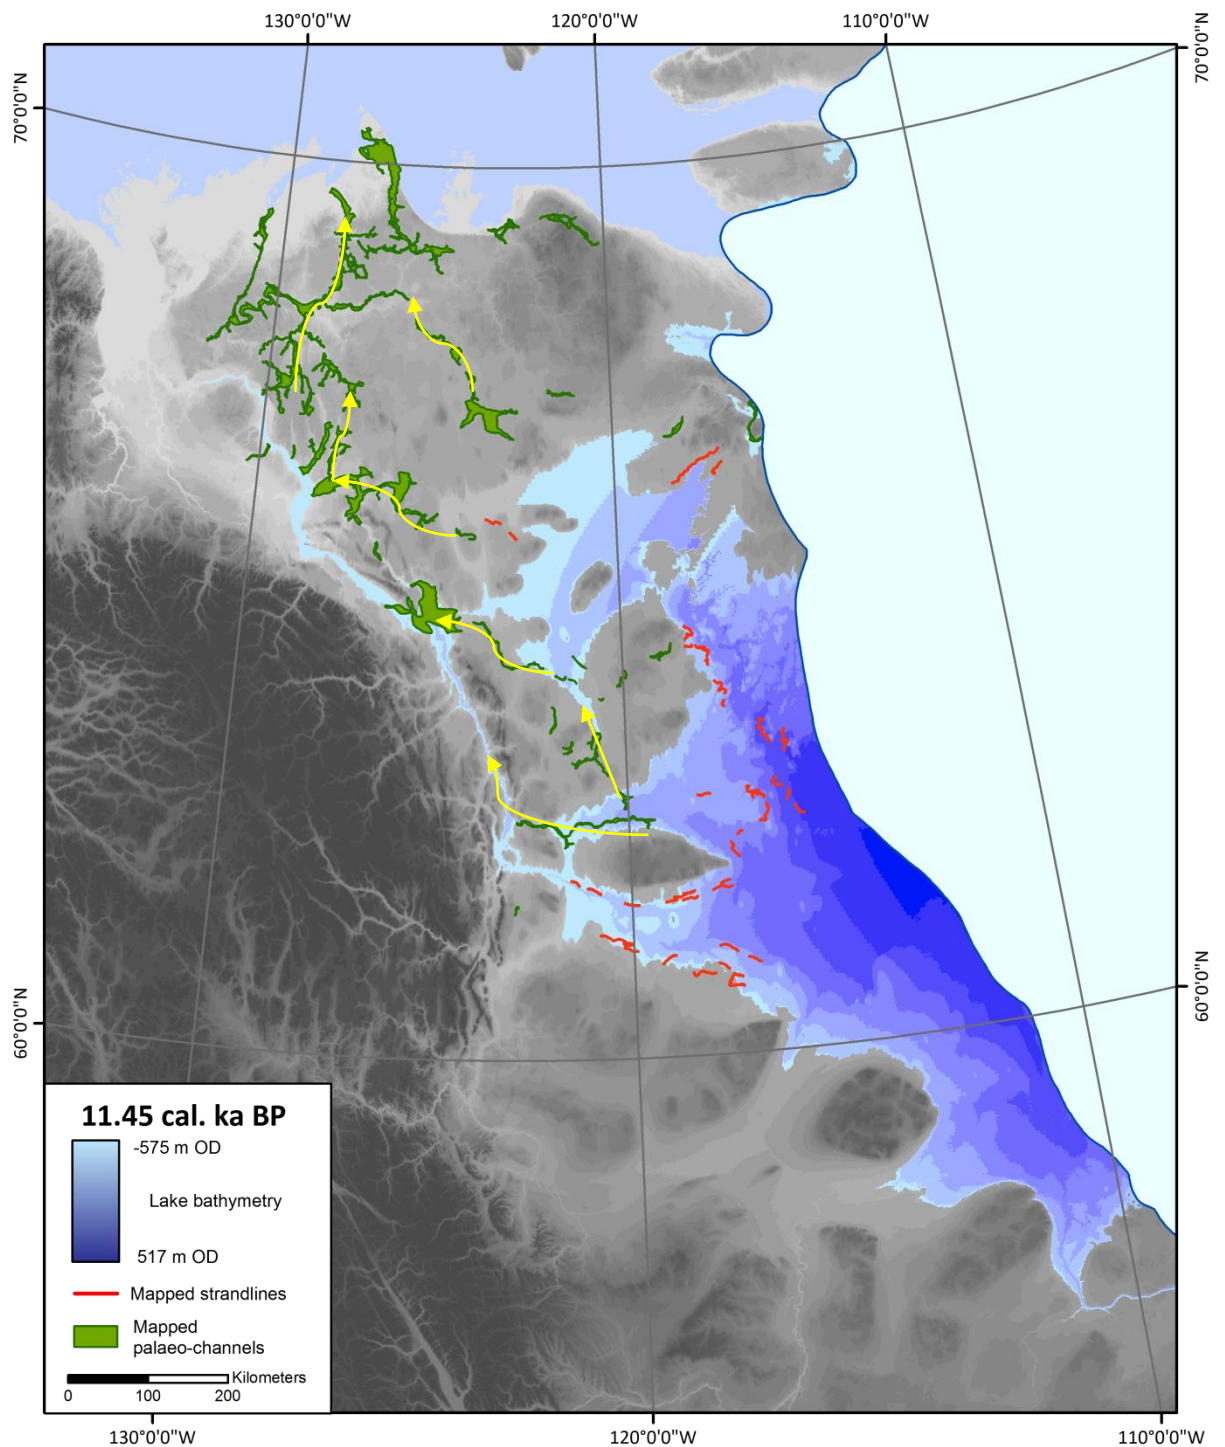 130°0'0"W
120°0'0"W
110°0'0"W
70°0'0"N
70°0'0"N
60°0'0"N
60°0'0"N
11.45 cal. ka BP
-575 m OD
Lake bathymetry
517 m OD
Mapped strandlines
Mapped
palaeo-channels
Kilometers
0 100 200
130°0'0"W
120°0'0"W
110°0'0"W